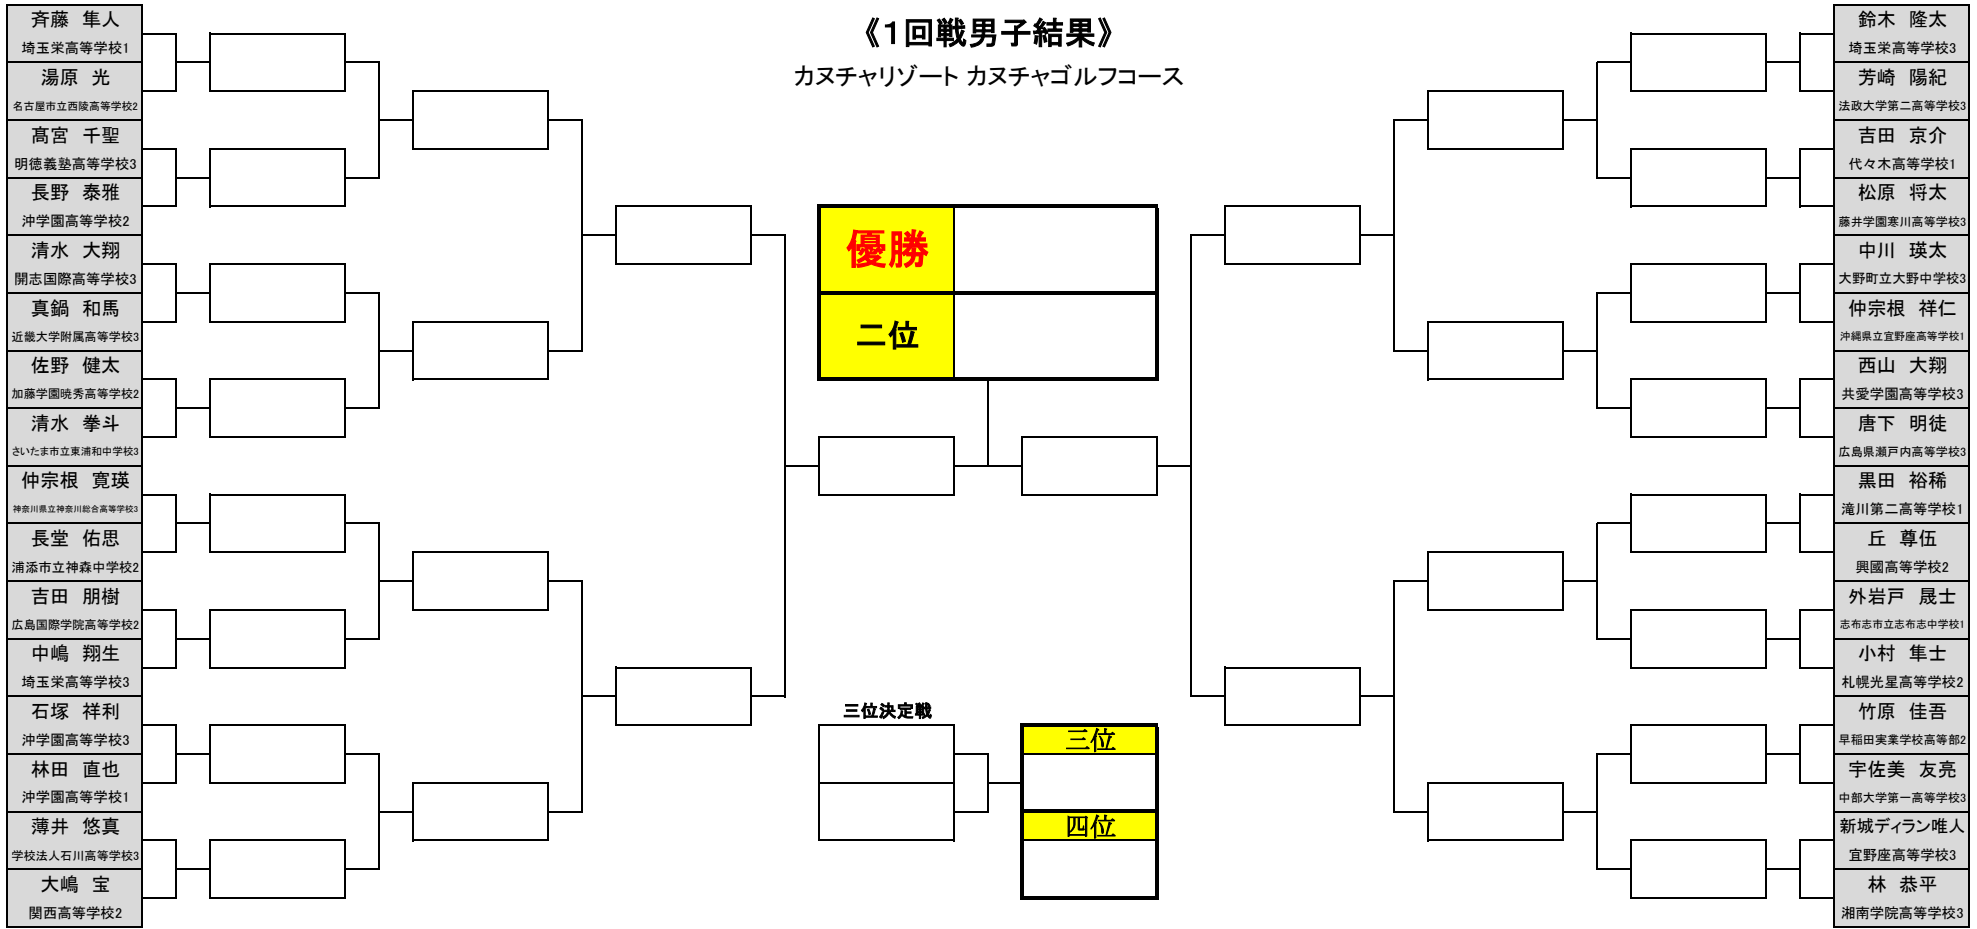 《1回戦男子結果》
カヌチャリゾート カヌチャゴルフコース
斉藤 隼人
埼玉栄高等学校1
湯原 光
名古屋市立西陵高等学校2
髙宮 千聖
明徳義塾高等学校3
長野 泰雅
沖学園高等学校2
清水 大翔
開志国際高等学校3
真鍋 和馬
近畿大学附属高等学校3
佐野 健太
加藤学園暁秀高等学校2
清水 拳斗
さいたま市立東浦和中学校3
仲宗根 寛瑛
神奈川県立神奈川総合高等学校3
長堂 佑思
浦添市立神森中学校2
吉田 朋樹
広島国際学院高等学校2
中嶋 翔生
埼玉栄高等学校3
石塚 祥利
沖学園高等学校3
林田 直也
沖学園高等学校1
薄井 悠真
学校法人石川高等学校3
大嶋 宝
関西高等学校2
優勝
二位
三位決定戦
三位
四位
鈴木 隆太
埼玉栄高等学校3
芳崎 陽紀
法政大学第二高等学校3
吉田 京介
代々木高等学校1
松原 将太
藤井学園寒川高等学校3
中川 瑛太
大野町立大野中学校3
仲宗根 祥仁
沖縄県立宜野座高等学校1
西山 大翔
共愛学園高等学校3
唐下 明徒
広島県瀬戸内高等学校3
黒田 裕稀
滝川第二高等学校1
丘 尊伍
興國高等学校2
外岩戸 晟士
志布志市立志布志中学校1
小村 隼士
札幌光星高等学校2
竹原 佳吾
早稲田実業学校高等部2
宇佐美 友亮
中部大学第一高等学校3
新城ディラン唯人
宜野座高等学校3
林 恭平
湘南学院高等学校3